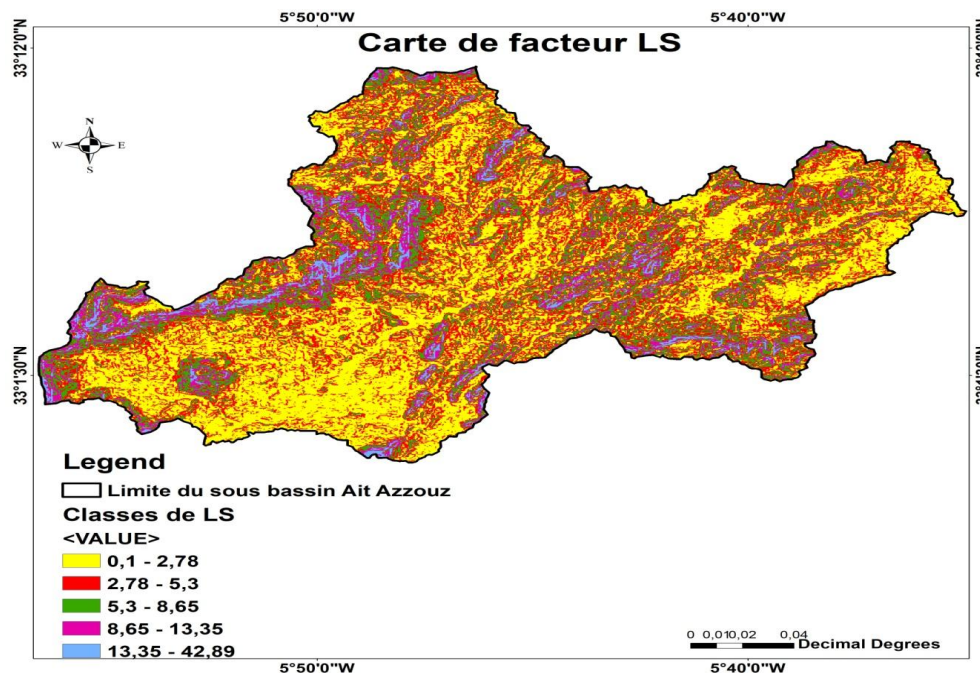 5°50'0"W
5°40'0"W
33°12'0"N
Carte de facteur LS
N
W
E
S
33°1'30"N
Legend
Limite du sous bassin Ait Azzouz
Classes de LS
<VALUE>
0,1 - 2,78
2,78 - 5,3
5,3 - 8,65
8,65 - 13,35
13,35 - 42,89
0 0,010,02 0,04
Decimal Degrees
5°50'0"W
5°40'0"W